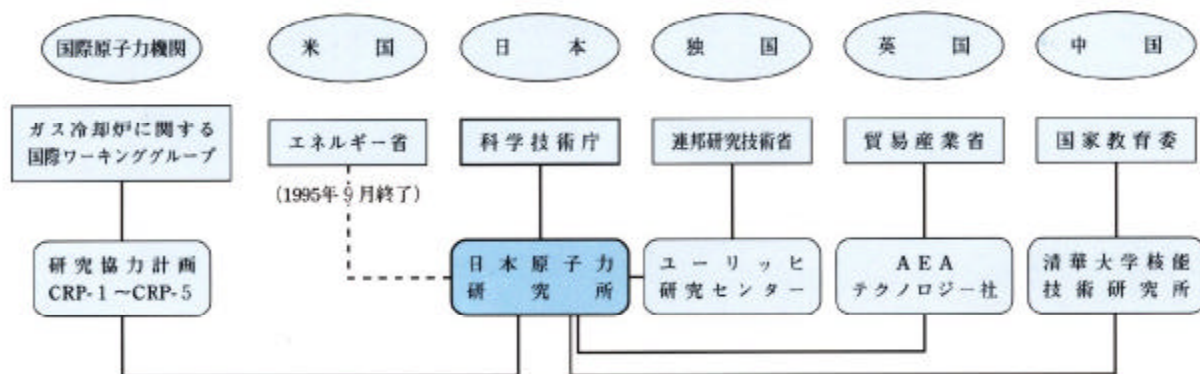 国際原子力機関
米国
日本
独国
英国
中国
ガス冷却炉に関する
国際ワーキンググループ
エネルギー省
科学技術庁
連邦研究技術省
貿易産業省
国家教育委
(1995年9月終了)
研究協力計画
CRP-1～CRP-5
日本原子力
研究所
ユーリッヒ
研究センター
AEA
テクノロジー社
清華大学核能
技術研究所